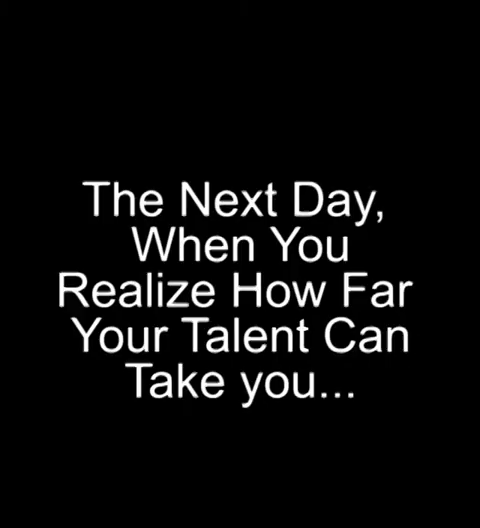 The Next Day,
When You
Realize How Far
Your Talent Can
Take you...